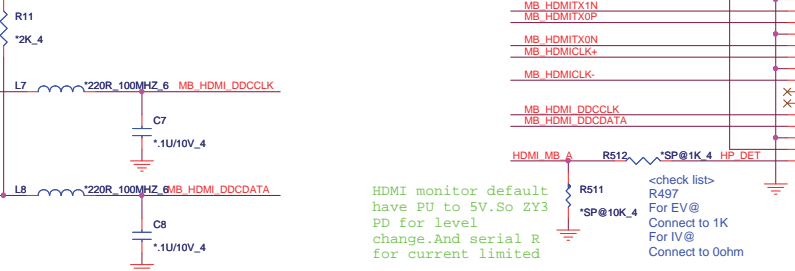 R11
*2K_4
L7
*220R_100MHZ_6
MB_HDMI_DDCCLK
C7
*.1U/10V_4
L8
*220R_100MHZ_6
MB_HDMI_DDCDATA
C8
*.1U/10V_4
MB_HDMITX1N
MB_HDMITX0P
MB_HDMITX0N
MB_HDMICLK+
MB_HDMICLK-
MB_HDMI_DDCCLK
MB_HDMI_DDCDATA
HDMI_MB_A
R512
*SP@1K_4
HP_DET
R511
*SP@10K_4
HDMI monitor default
have PU to 5V.So ZY3
PD for level
change.And serial R
for current limited
<check list>
R497
For EV@
Connect to 1K
For IV@
Connect to 0ohm